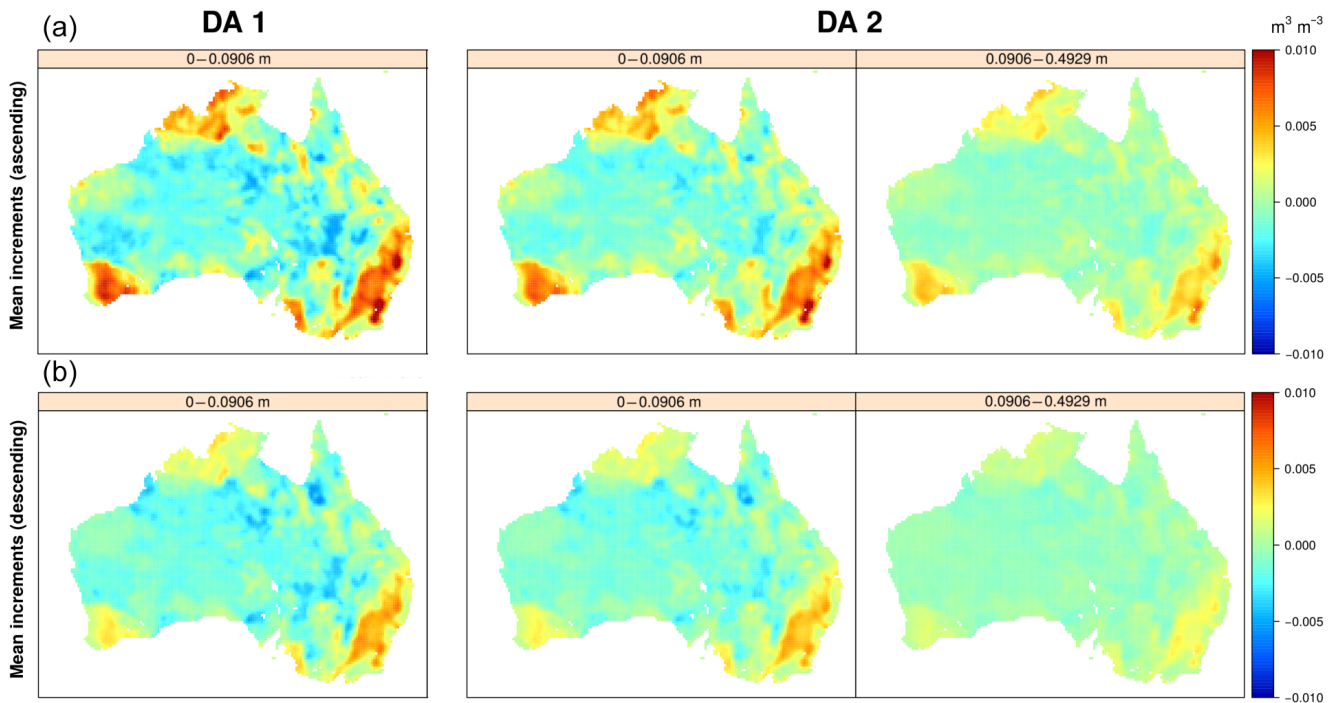 (a) DA 1 DA 2 m³ m⁻³
0−0.0906 m 0−0.0906 m 0.0906−0.4929 m
Mean increments (ascending)
0.010
0.005
0.000
−0.005
−0.010
(b)
0−0.0906 m 0−0.0906 m 0.0906−0.4929 m
Mean increments (descending)
0.010
0.005
0.000
−0.005
−0.010